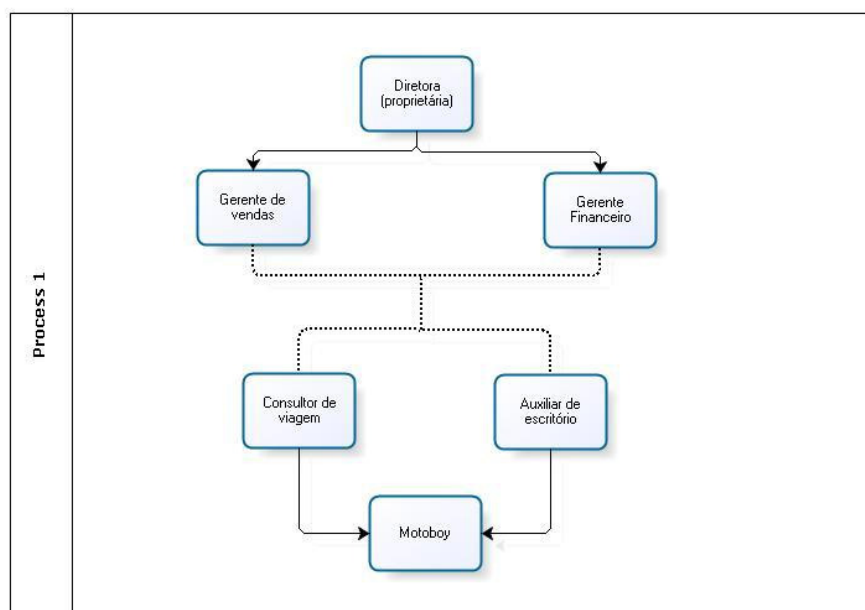 Process 1
Diretora
(proprietária)
Gerente de
vendas
Gerente
Financeiro
Consultor de
viagem
Auxiliar de
escritório
Motoboy